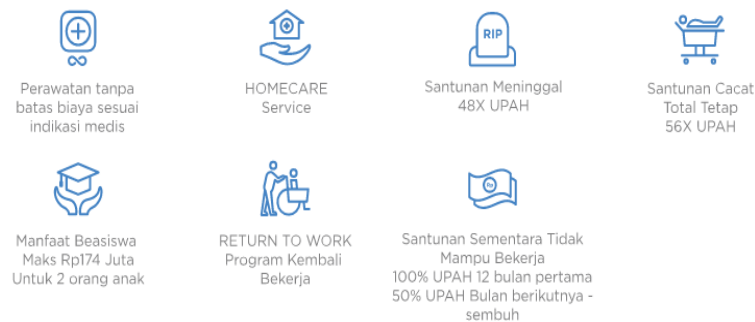 Perawatan tanpa
batas biaya sesuai
indikasi medis
HOMECARE
Service
RIP
Santunan Meninggal
48X UPAH
Santunan Cacat
Total Tetap
56X UPAH
Manfaat Beasiswa
Maks Rp174 Juta
Untuk 2 orang anak
RETURN TO WORK
Program Kembali
Bekerja
Rp
Santunan Sementara Tidak
Mampu Bekerja
100% UPAH 12 bulan pertama
50% UPAH Bulan berikutnya -
sembuh